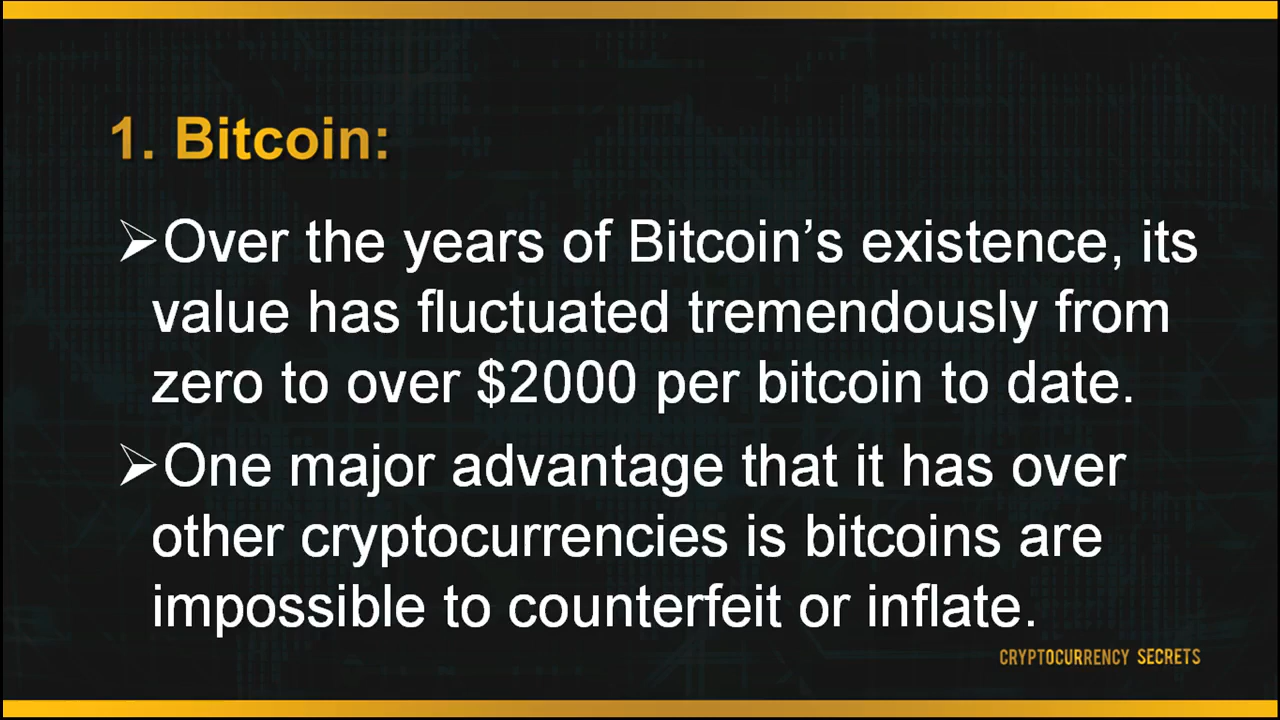 1. Bitcoin:
➢Over the years of Bitcoin’s existence, its
value has fluctuated tremendously from
zero to over $2000 per bitcoin to date.
➢One major advantage that it has over
other cryptocurrencies is bitcoins are
impossible to counterfeit or inflate.
CRYPTOCURRENCY SECRETS